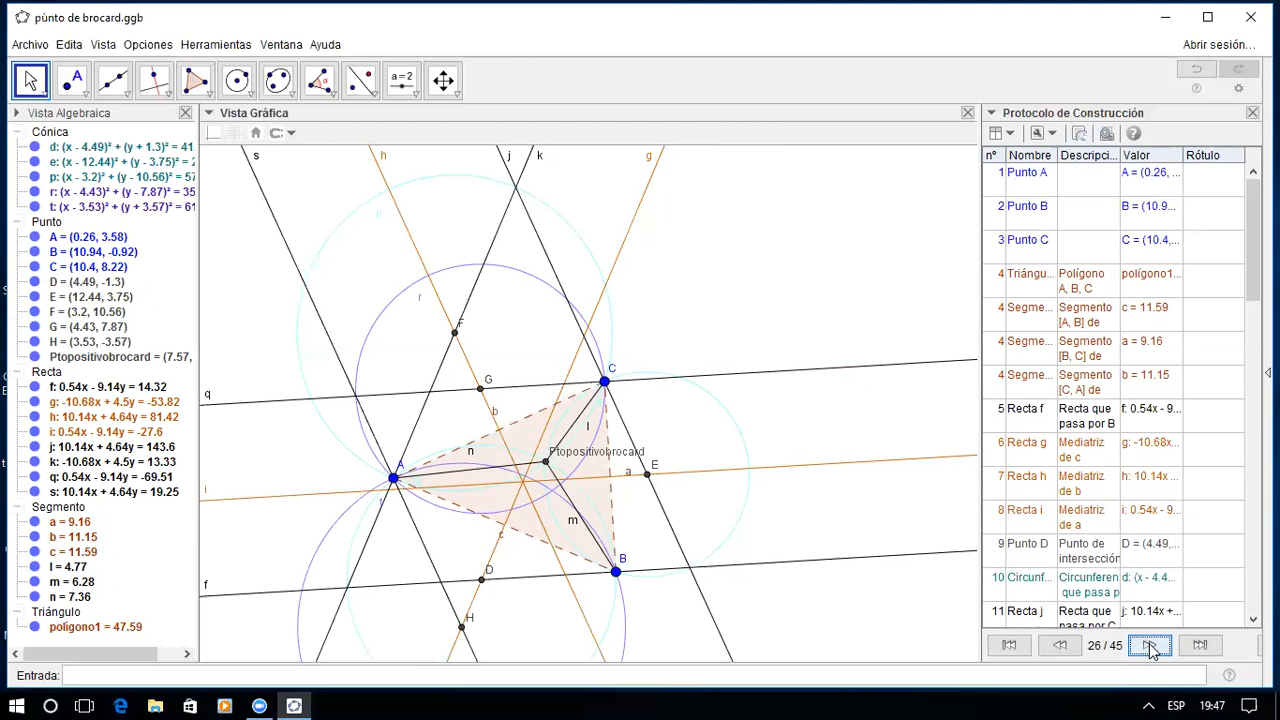 pùnto de brocard.ggb
Archivo Edita Vista Opciones Herramientas Ventana Ayuda
Abrir sesión...
A
α
a=2
Vista Algebraica
Cónica
d: (x - 4.49)² + (y + 1.3)² = 41
e: (x - 12.44)² + (y - 3.75)² = 2
p: (x - 3.2)² + (y - 10.56)² = 57
r: (x - 4.43)² + (y - 7.87)² = 35
t: (x - 3.53)² + (y + 3.57)² = 61
Punto
A = (0.26, 3.58)
B = (10.94, -0.92)
C = (10.4, 8.22)
D = (4.49, -1.3)
E = (12.44, 3.75)
F = (3.2, 10.56)
G = (4.43, 7.87)
H = (3.53, -3.57)
Ptopositivobrocard = (7.57,
Recta
f: 0.54x - 9.14y = 14.32
g: -10.68x + 4.5y = -53.82
h: 10.14x + 4.64y = 81.42
i: 0.54x - 9.14y = -27.6
j: 10.14x + 4.64y = 143.6
k: -10.68x + 4.5y = 13.33
q: 0.54x - 9.14y = -69.51
s: 10.14x + 4.64y = 19.25
Segmento
a = 9.16
b = 11.15
c = 11.59
l = 4.77
m = 6.28
n = 7.36
Triángulo
polígono1 = 47.59
Vista Gráfica
s
h
j
k
g
r
F
C
q
G
b
l
A
n
Ptopositivobrocard
a
E
i
c
m
B
D
f
H
Protocolo de Construcción
nº Nombre Descripci... Valor Rótulo
1 Punto A A = (0.26, ...
2 Punto B B = (10.9...
3 Punto C C = (10.4,...
4 Triángu... Polígono A, B, C polígono1...
4 Segme... Segmento [A, B] de c = 11.59
4 Segme... Segmento [B, C] de a = 9.16
4 Segme... Segmento [C, A] de b = 11.15
5 Recta f Recta que pasa por B f: 0.54x - 9...
6 Recta g Mediatriz de c g: -10.68x...
7 Recta h Mediatriz de b h: 10.14x ...
8 Recta i Mediatriz de a i: 0.54x - 9...
9 Punto D Punto de intersección D = (4.49,...
10 Circunf... Circunferen que pasa p d: (x - 4.4...
11 Recta j Recta que pasa por C j: 10.14x +...
26 / 45
Entrada:
ESP 19:47